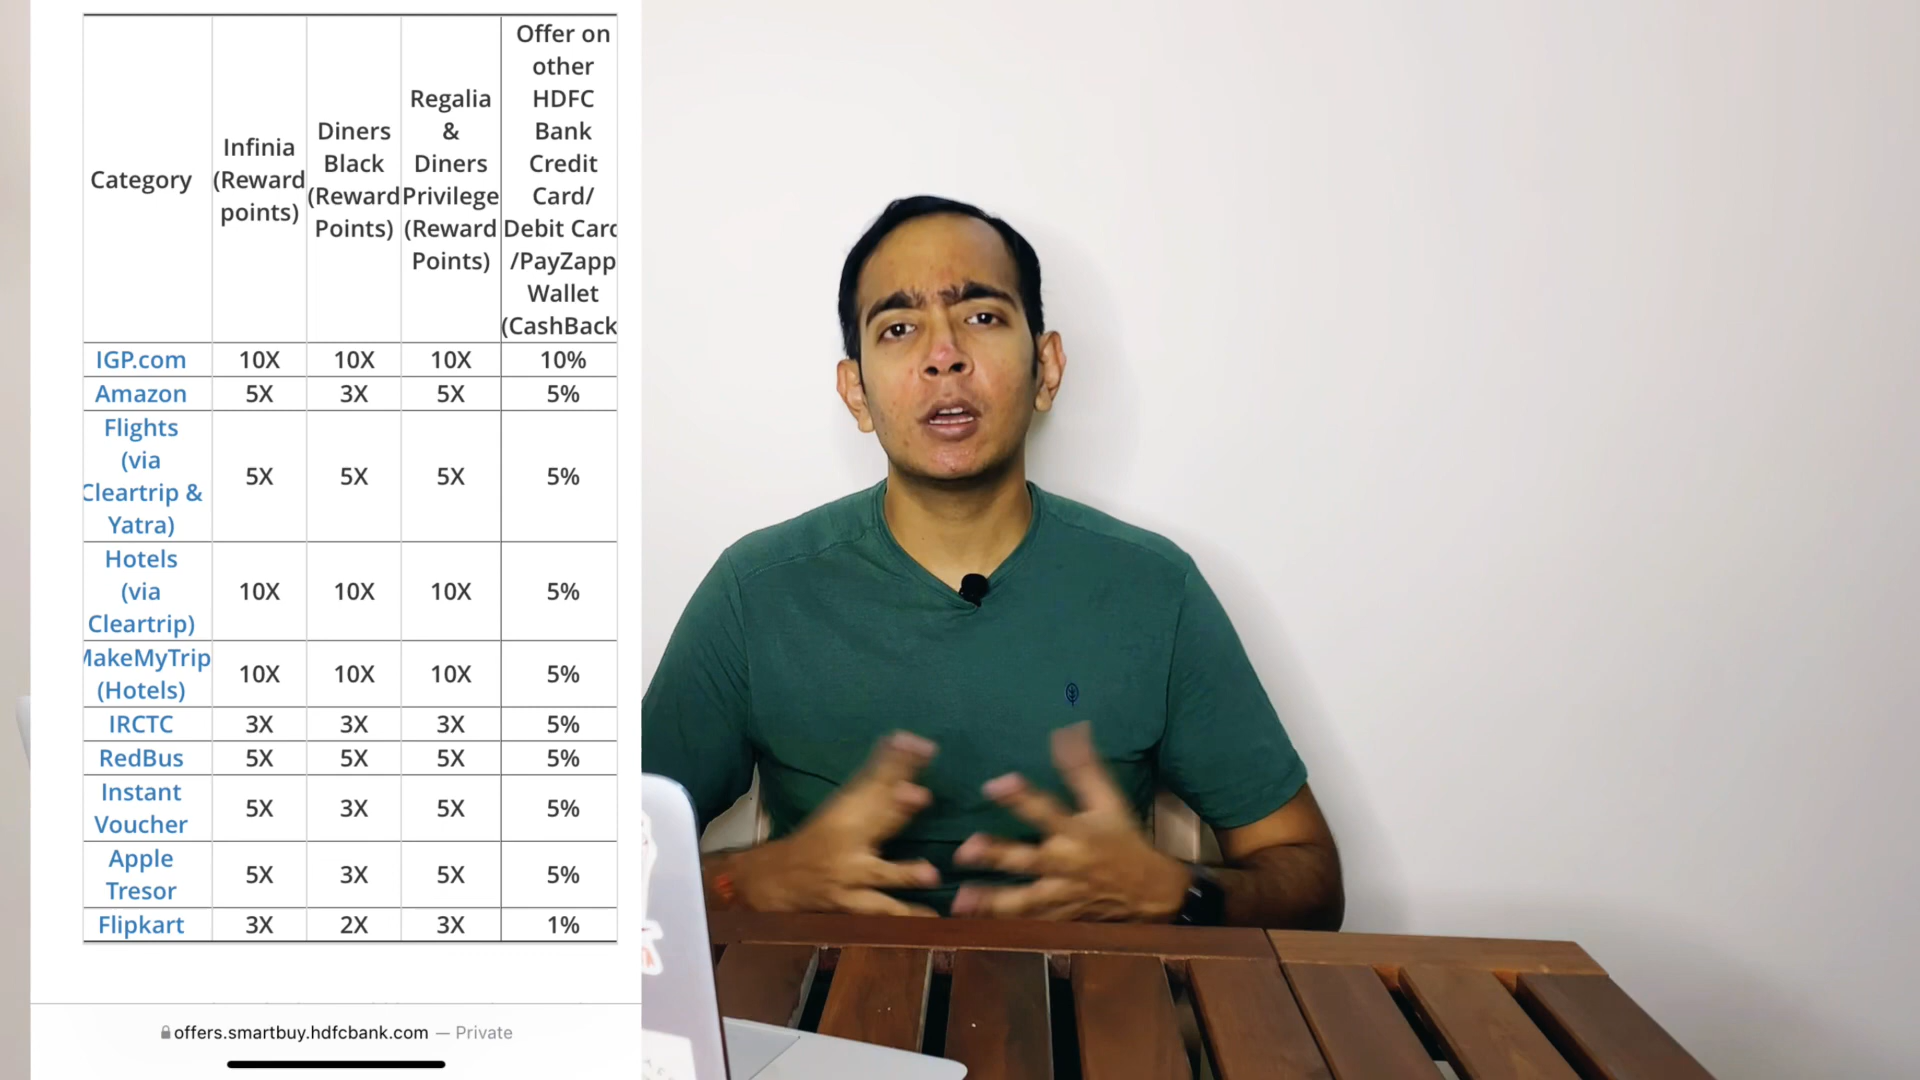 Category
Infinia
(Reward
points)
Diners
Black
(Reward
Points)
Regalia
&
Diners
Privilege
(Reward
Points)
Offer on
other
HDFC
Bank
Credit
Card/
Debit Card
/PayZapp
Wallet
(CashBack
IGP.com 10X 10X 10X 10%
Amazon 5X 3X 5X 5%
Flights
(via
Cleartrip &
Yatra)
5X 5X 5X 5%
Hotels
(via
Cleartrip)
10X 10X 10X 5%
MakeMyTrip
(Hotels)
10X 10X 10X 5%
IRCTC 3X 3X 3X 5%
RedBus 5X 5X 5X 5%
Instant
Voucher
5X 3X 5X 5%
Apple
Tresor
5X 3X 5X 5%
Flipkart 3X 2X 3X 1%
offers.smartbuy.hdfcbank.com — Private